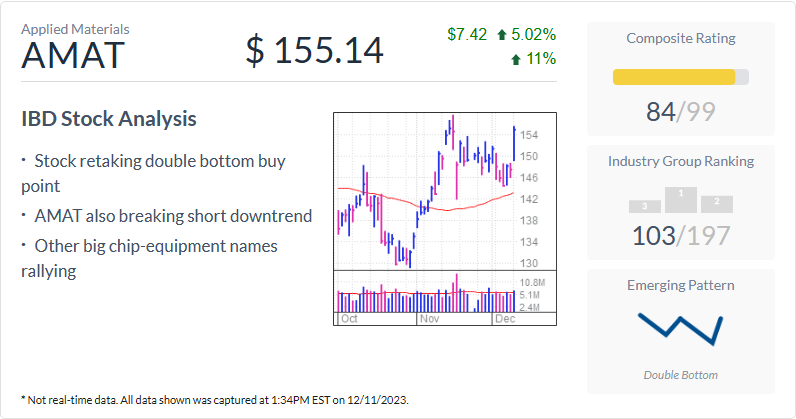 Applied Materials
AMAT
$ 155.14
$7.42 5.02%
11%
IBD Stock Analysis
· Stock retaking double bottom buy
point
· AMAT also breaking short downtrend
· Other big chip-equipment names
rallying
154
150
146
142
138
134
130
10.8M
5.1M
2.4M
Oct Nov Dec
* Not real-time data. All data shown was captured at 1:34PM EST on 12/11/2023.
Composite Rating
84/99
Industry Group Ranking
3 1 2
103/197
Emerging Pattern
Double Bottom